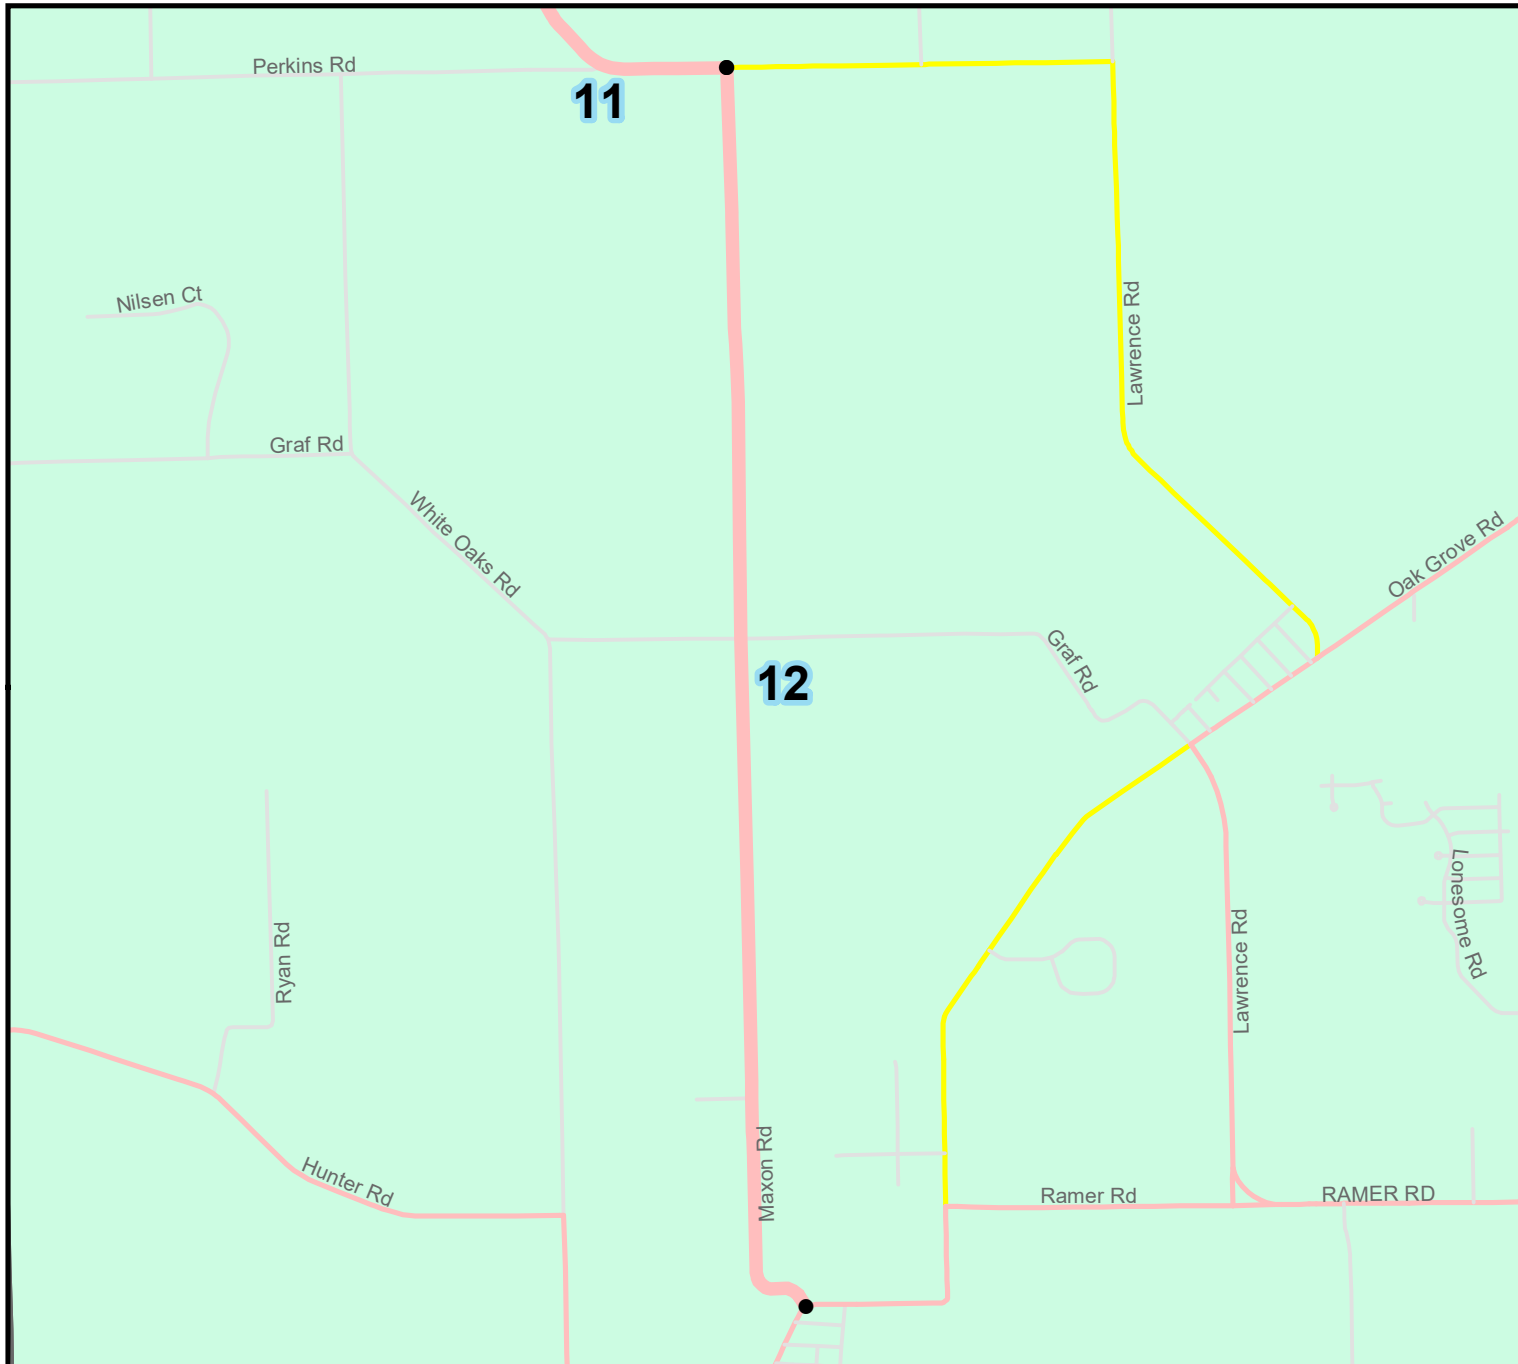 Perkins Rd
11
Nilsen Ct
Lawrence Rd
Graf Rd
White Oaks Rd
Oak Grove Rd
Graf Rd
12
Lonesome Rd
Ryan Rd
Lawrence Rd
Maxon Rd
Hunter Rd
Ramer Rd
RAMER RD